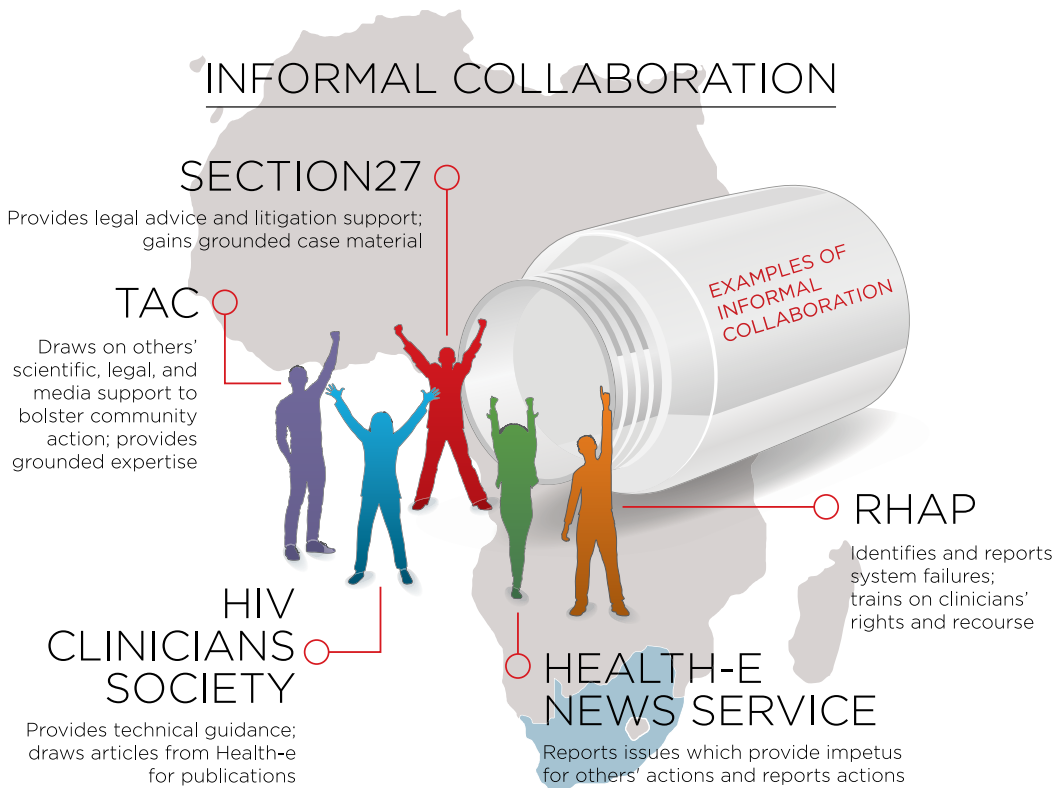 INFORMAL COLLABORATION
SECTION27
Provides legal advice and litigation support;
gains grounded case material
EXAMPLES OF
INFORMAL
COLLABORATION
TAC
Draws on others’
scientific, legal, and
media support to
bolster community
action; provides
grounded expertise
RHAP
Identifies and reports
system failures;
trains on clinicians’
rights and recourse
HIV
CLINICIANS
SOCIETY
Provides technical guidance;
draws articles from Health-e
for publications
HEALTH-E
NEWS SERVICE
Reports issues which provide impetus
for others’ actions and reports actions